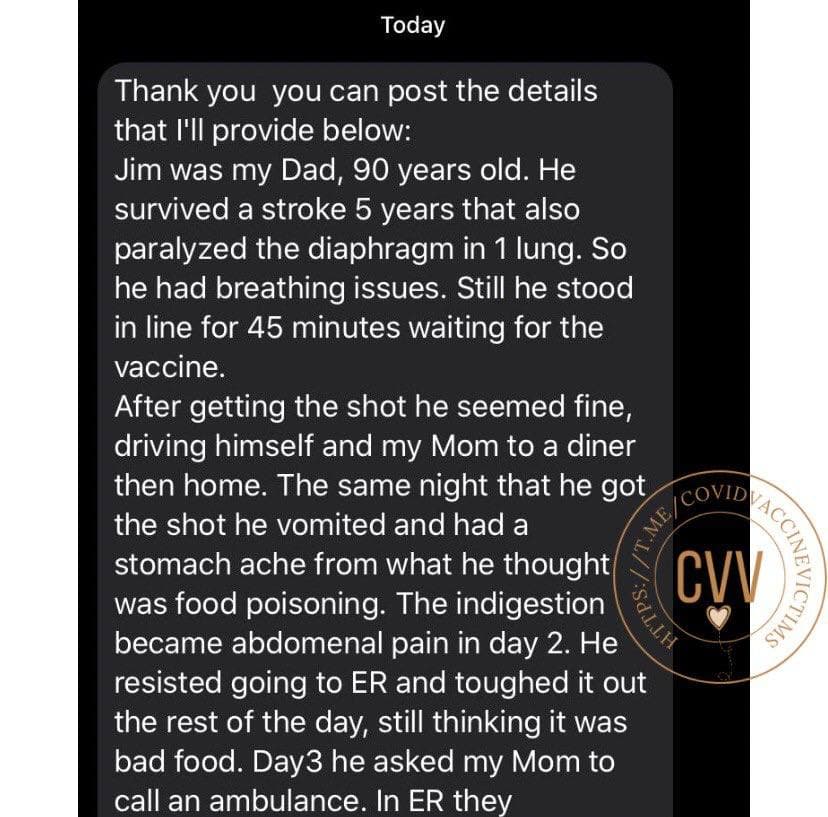 Today
Thank you  you can post the details
that I'll provide below:
Jim was my Dad, 90 years old. He
survived a stroke 5 years that also
paralyzed the diaphragm in 1 lung. So
he had breathing issues. Still he stood
in line for 45 minutes waiting for the
vaccine.
After getting the shot he seemed fine,
driving himself and my Mom to a diner
then home. The same night that he got
the shot he vomited and had a
stomach ache from what he thought
was food poisoning. The indigestion
became abdomenal pain in day 2. He
resisted going to ER and toughed it out
the rest of the day, still thinking it was
bad food. Day3 he asked my Mom to
call an ambulance. In ER they
HTTPS://T.ME/COVIDVACCINEVICTIMS
CVV